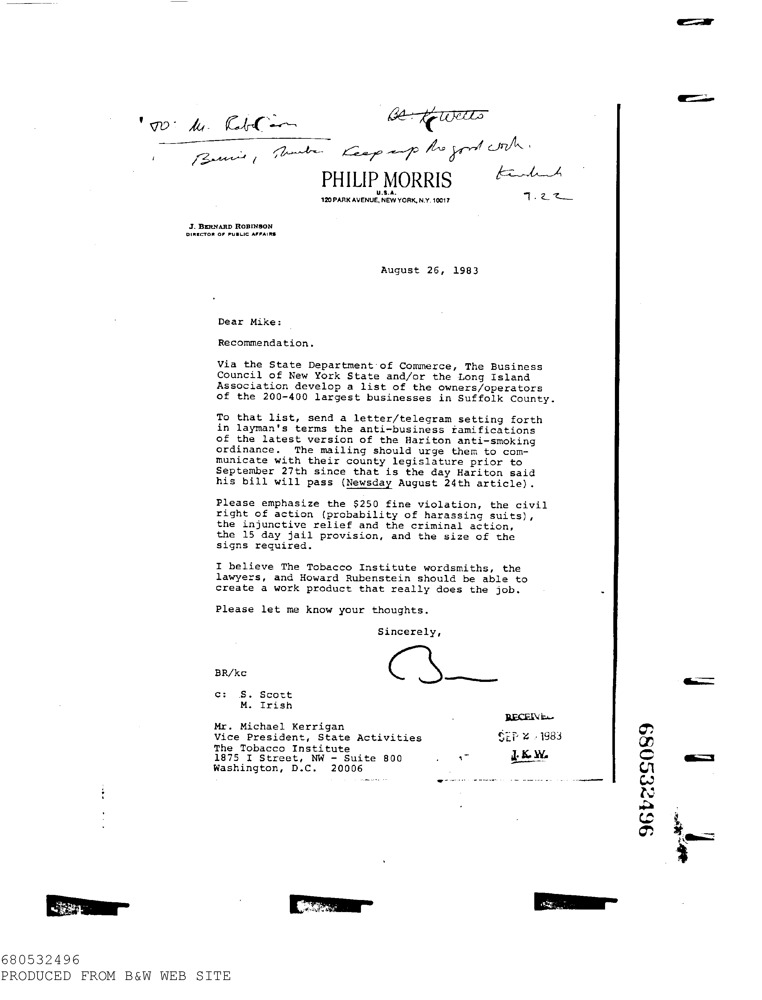 TO: Mr.
Wells
Bernie, Thanks. Keep up the good work.
PHILIP MORRIS
U.S.A.
120 PARK AVENUE, NEW YORK, N.Y. 10017
J. BERNARD ROBINSON
DIRECTOR OF PUBLIC AFFAIRS
August 26, 1983
Dear Mike:
Recommendation.
Via the State Department of Commerce, The Business
Council of New York State and/or the Long Island
Association develop a list of the owners/operators
of the 200-400 largest businesses in Suffolk County.
To that list, send a letter/telegram setting forth
in layman's terms the anti-business ramifications
of the latest version of the Hariton anti-smoking
ordinance. The mailing should urge them to com-
municate with their county legislature prior to
September 27th since that is the day Hariton said
his bill will pass (Newsday August 24th article).
Please emphasize the $250 fine violation, the civil
right of action (probability of harassing suits),
the injunctive relief and the criminal action,
the 15 day jail provision, and the size of the
signs required.
I believe The Tobacco Institute wordsmiths, the
lawyers, and Howard Rubenstein should be able to
create a work product that really does the job.
Please let me know your thoughts.
Sincerely,
BR/kc
c: S. Scott
M. Irish
RECEIVED
Mr. Michael Kerrigan
Vice President, State Activities
SEP 2 1983
The Tobacco Institute
1875 I Street, NW - Suite 800
J. K. W.
Washington, D.C. 20006
680532496
680532496
PRODUCED FROM B&W WEB SITE